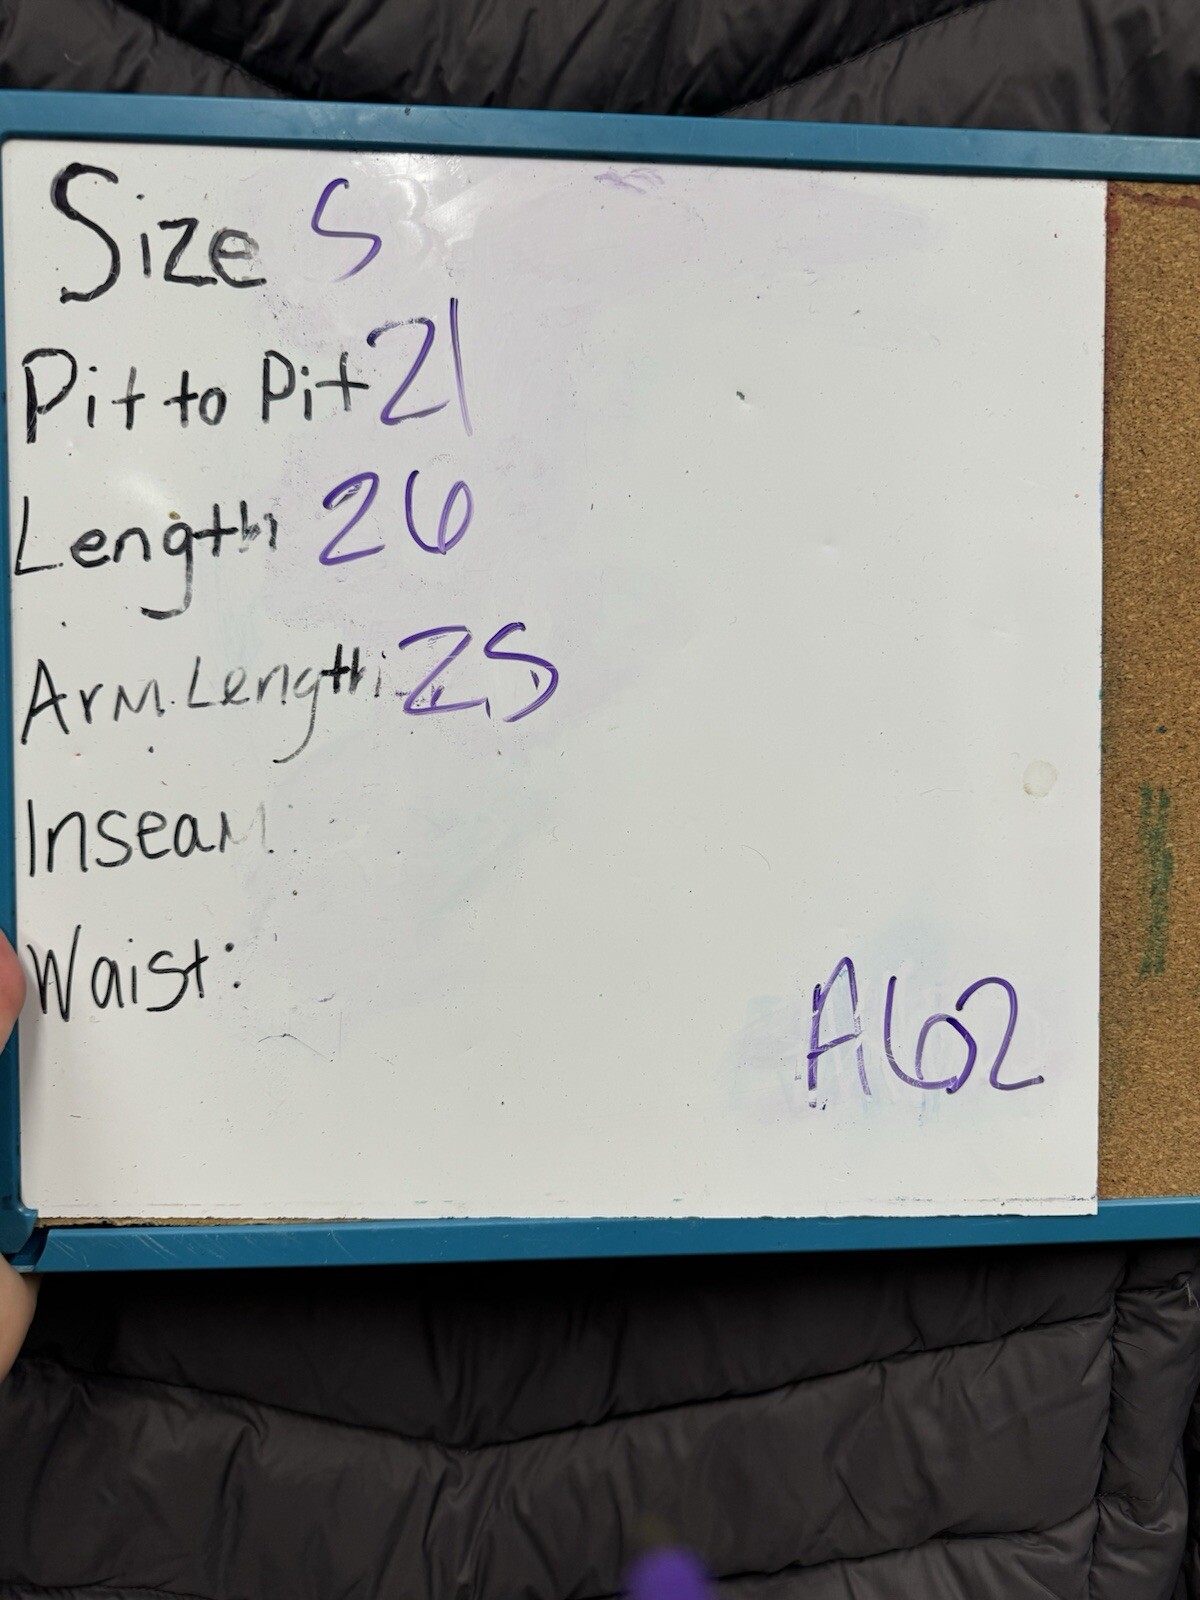 Size S
Pit to Pit 21
Length: 26
Arm Length: 25
Inseam:
Waist:
A62